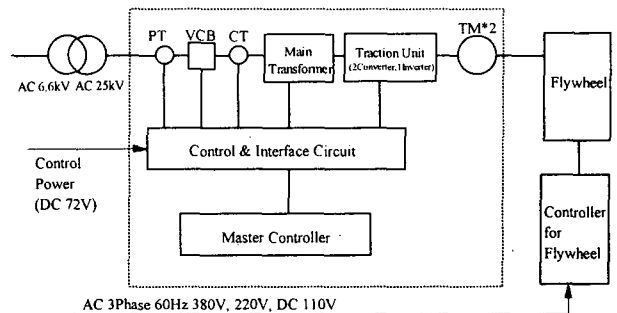 PT
VCB
CT
Main
Transformer
Traction Unit
(2Converter,1Inverter)
TM*2
AC 6.6kV
AC 25kV
Flywheel
Control & Interface Circuit
Control
Power
(DC 72V)
Master Controller
Controller
for
Flywheel
AC 3Phase 60Hz 380V, 220V, DC 110V